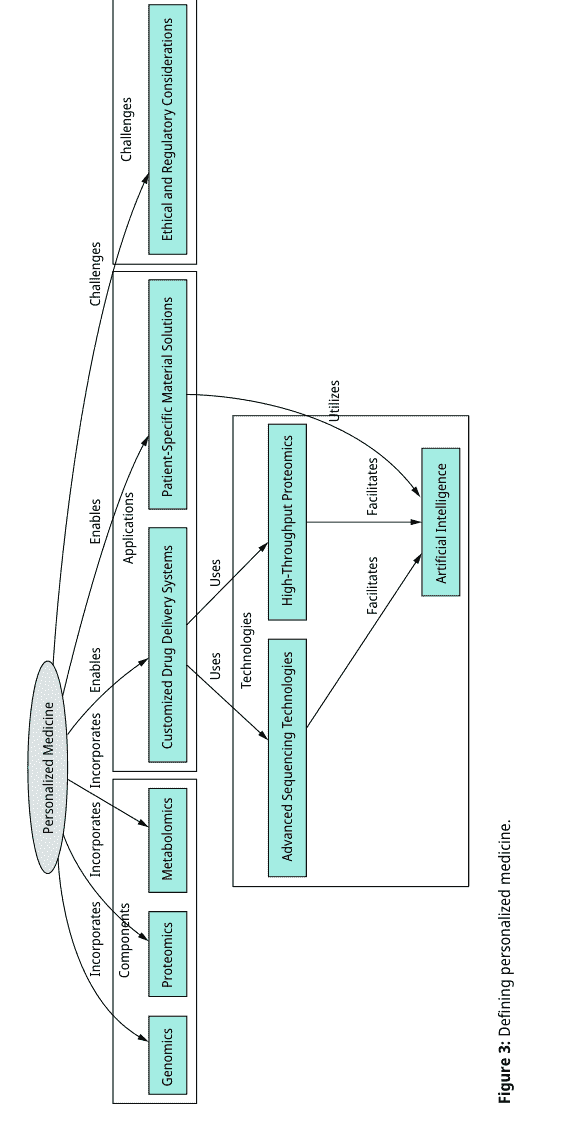 Personalized Medicine
Incorporates
Incorporates
Incorporates
Enables
Enables
Challenges
Components
Applications
Challenges
Genomics
Proteomics
Metabolomics
Customized Drug Delivery Systems
Patient-Specific Material Solutions
Ethical and Regulatory Considerations
Uses
Uses
Utilizes
Technologies
Advanced Sequencing Technologies
High-Throughput Proteomics
Facilitates
Facilitates
Artificial Intelligence
Figure 3: Defining personalized medicine.